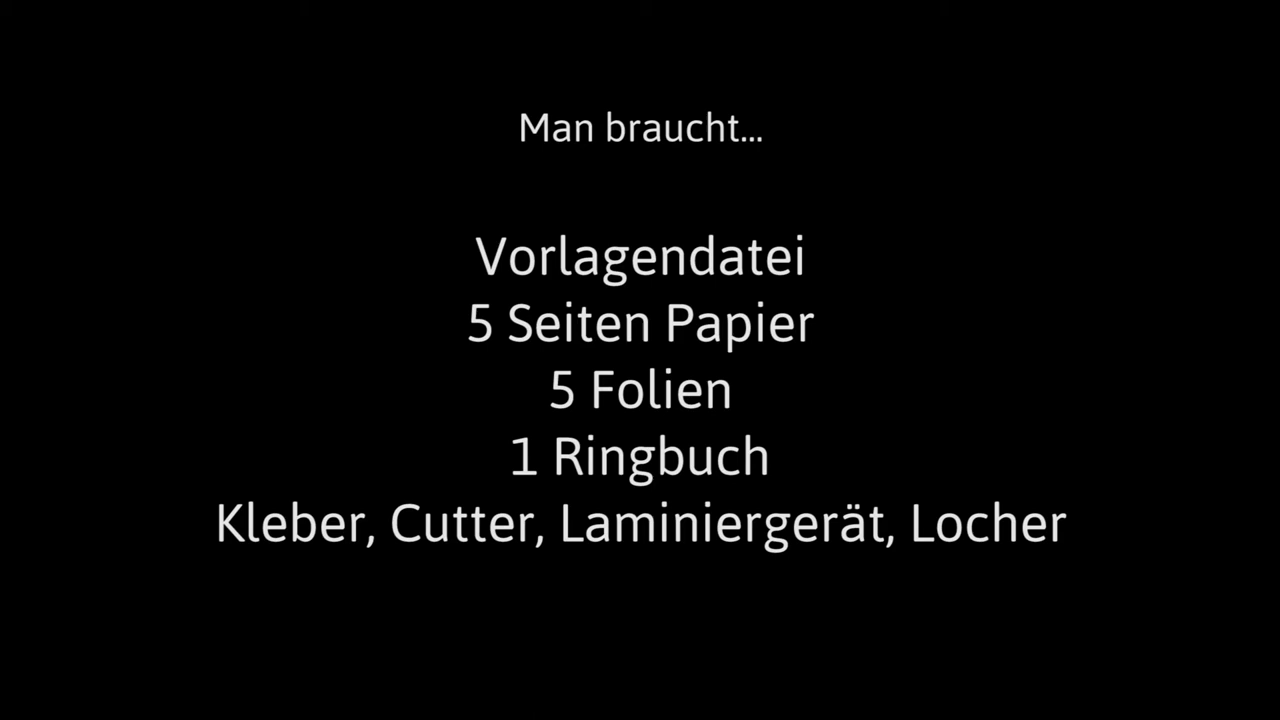 Man braucht...
Vorlagendatei
5 Seiten Papier
5 Folien
1 Ringbuch
Kleber, Cutter, Laminiergerät, Locher